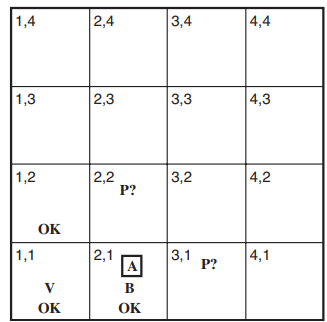 1,4 2,4 3,4 4,4
1,3 2,3 3,3 4,3
1,2 2,2 3,2 4,2
P?
OK
1,1 2,1 A 3,1 P? 4,1
V B
OK OK